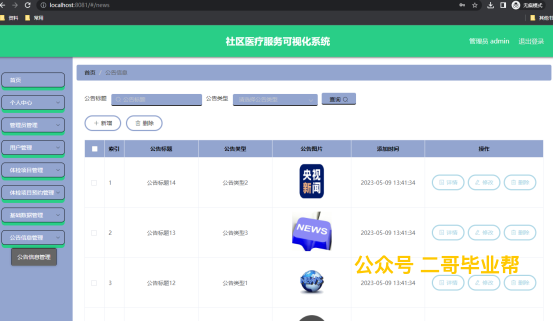 localhost:8081/#/news
无痕模式
资料 常用
社区医疗服务可视化系统
管理员 admin 退出登录
首页
个人中心
管理员管理
用户管理
体检项目管理
体检项目预约管理
基础数据管理
公告信息管理
公告信息管理
首页 公告信息
公告标题 公告标题 公告类型 请选择公告类型 查询
+ 新增 删除
索引 公告标题 公告类型 公告图片 添加时间 操作
1 公告标题14 公告类型2 央视新闻 2023-05-09 13:41:34 详情 修改 删除
2 公告标题13 公告类型3 NEWS 2023-05-09 13:41:34 详情 修改 删除
3 公告标题12 公告类型1 2023-05-09 13:41:34 详情 修改 删除
公众号 二哥毕业帮